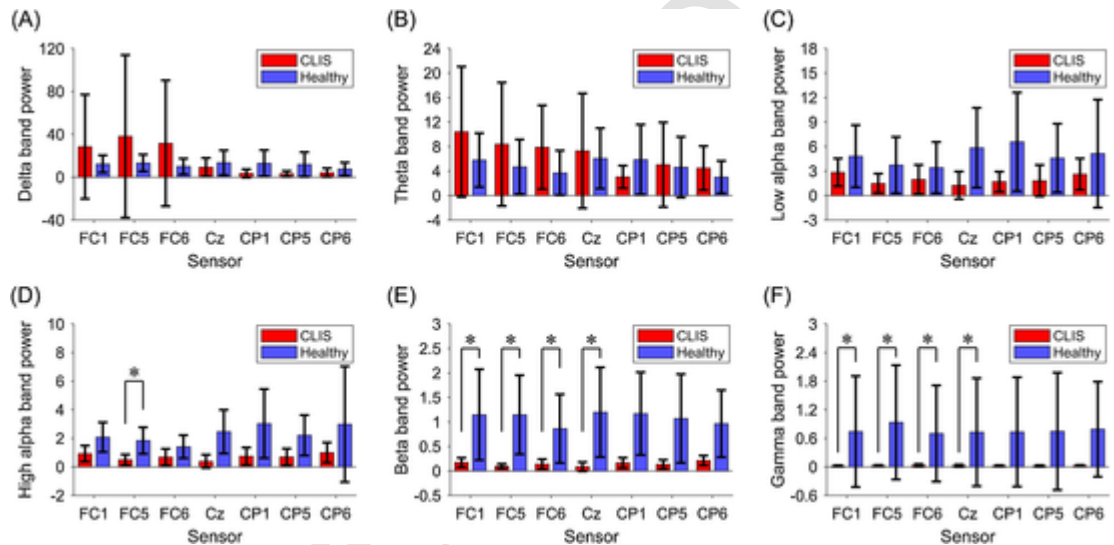 (A)
Delta band power
120
80
40
0
-40
CLIS
Healthy
FC1 FC5 FC6 Cz CP1 CP5 CP6
Sensor
(B)
Theta band power
24
20
16
12
8
4
0
-4
CLIS
Healthy
FC1 FC5 FC6 Cz CP1 CP5 CP6
Sensor
(C)
Low alpha band power
18
15
12
9
6
3
0
-3
CLIS
Healthy
FC1 FC5 FC6 Cz CP1 CP5 CP6
Sensor
(D)
High alpha band power
10
8
6
4
2
0
-2
*
CLIS
Healthy
FC1 FC5 FC6 Cz CP1 CP5 CP6
Sensor
(E)
Beta band power
3
2.5
2
1.5
1
0.5
0
-0.5
* * * *
CLIS
Healthy
FC1 FC5 FC6 Cz CP1 CP5 CP6
Sensor
(F)
Gamma band power
3
2.4
1.8
1.2
0.6
0
-0.6
* * * *
CLIS
Healthy
FC1 FC5 FC6 Cz CP1 CP5 CP6
Sensor